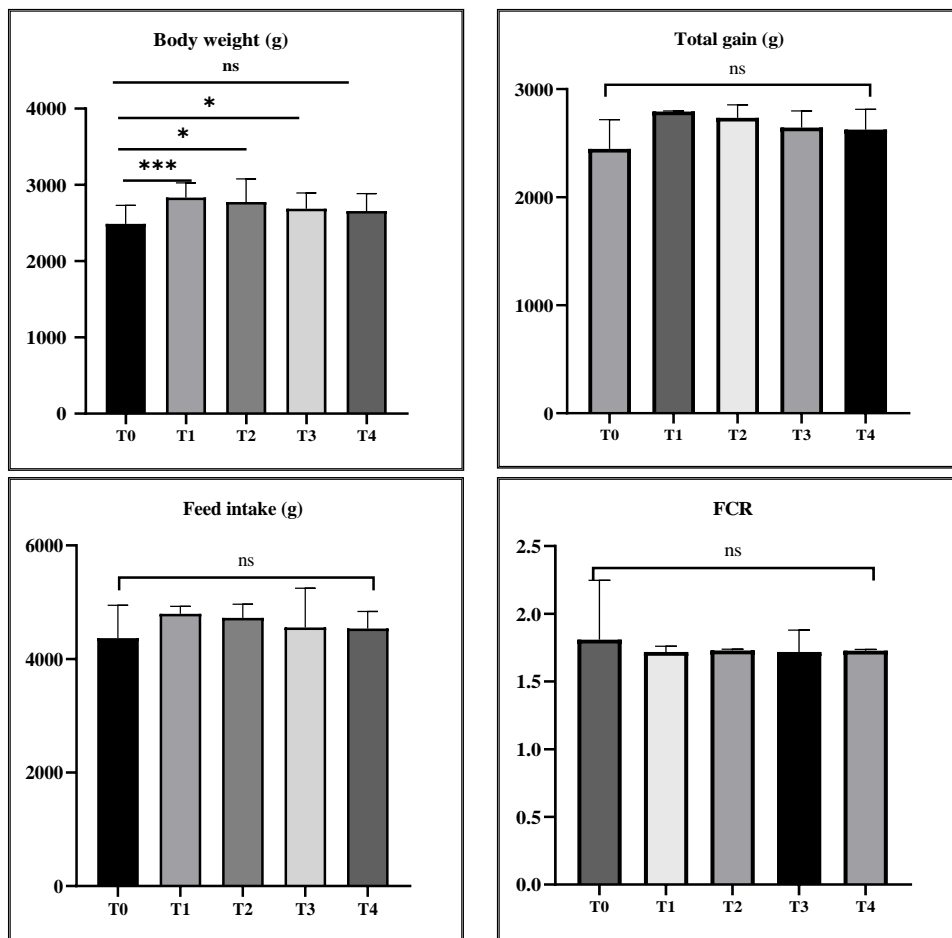 Body weight (g)
ns
*
*
***
4000
3000
2000
1000
0
T0 T1 T2 T3 T4
Total gain (g)
ns
3000
2000
1000
0
T0 T1 T2 T3 T4
Feed intake (g)
ns
6000
4000
2000
0
T0 T1 T2 T3 T4
FCR
ns
2.5
2.0
1.5
1.0
0.5
0.0
T0 T1 T2 T3 T4